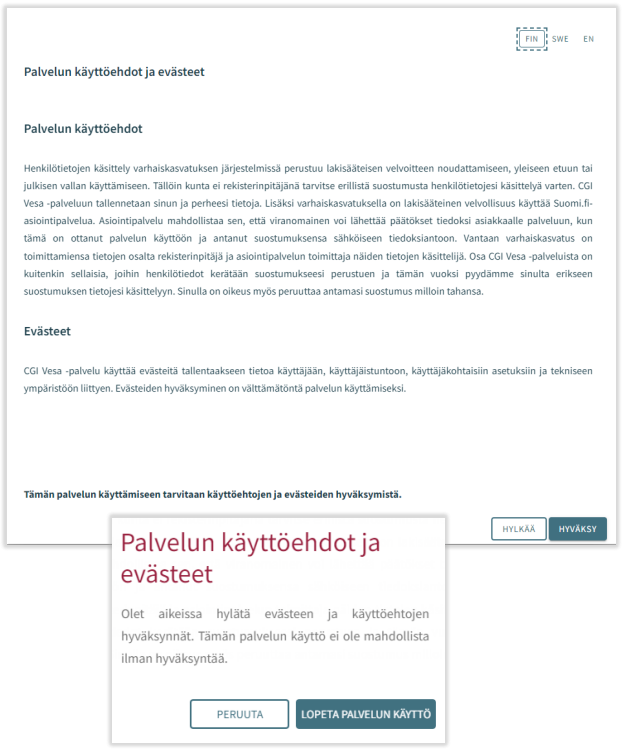 FIN SWE EN
Palvelun käyttöehdot ja evästeet
Palvelun käyttöehdot
Henkilötietojen käsittely varhaiskasvatuksen järjestelmissä perustuu lakisääteisen velvoitteen noudattamiseen, yleiseen etuun tai
julkisen vallan käyttämiseen. Tällöin kunta ei rekisterinpitäjänä tarvitse erillistä suostumusta henkilötietojesi käsittelyä varten. CGI
Vesa -palveluun tallennetaan sinun ja perheesi tietoja. Lisäksi varhaiskasvatuksella on lakisääteinen velvollisuus käyttää Suomi.fi-
asiointipalvelua. Asiointipalvelu mahdollistaa sen, että viranomainen voi lähettää päätökset tiedoksi asiakkaalle palveluun, kun
tämä on ottanut palvelun käyttöön ja antanut suostumuksensa sähköiseen tiedoksiantoon. Vantaan varhaiskasvatus on
toimittamiensa tietojen osalta rekisterinpitäjä ja asiointipalvelun toimittaja näiden tietojen käsittelijä. Osa CGI Vesa -palveluista on
kuitenkin sellaisia, joihin henkilötiedot kerätään suostumukseesi perustuen ja tämän vuoksi pyydämme sinulta erikseen
suostumuksen tietojesi käsittelyyn. Sinulla on oikeus myös peruuttaa antamasi suostumus milloin tahansa.
Evästeet
CGI Vesa -palvelu käyttää evästeitä tallentaakseen tietoa käyttäjään, käyttäjäistuntoon, käyttäjäkohtaisiin asetuksiin ja tekniseen
ympäristöön liittyen. Evästeiden hyväksyminen on välttämätöntä palvelun käyttämiseksi.
Tämän palvelun käyttämiseen tarvitaan käyttöehtojen ja evästeiden hyväksymistä.
HYLKÄÄ HYVÄKSY
Palvelun käyttöehdot ja
evästeet
Olet aikeissa hylätä evästeen ja käyttöehtojen
hyväksynnät. Tämän palvelun käyttö ei ole mahdollista
ilman hyväksyntää.
PERUUTA LOPETA PALVELUN KÄYTTÖ